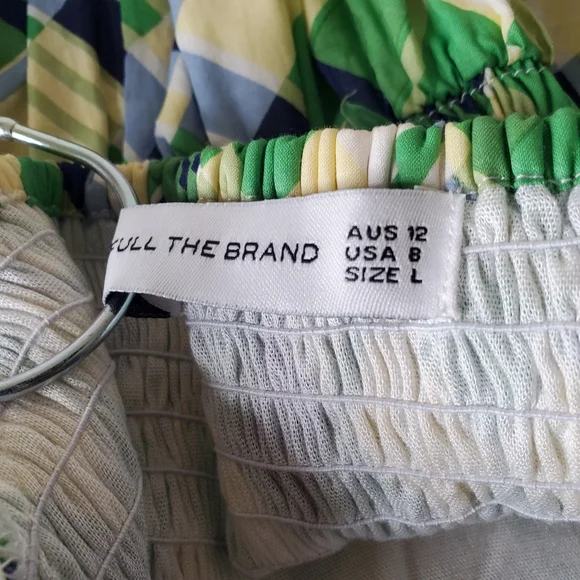 THE BRAND
AUS 12
USA 8
SIZE L